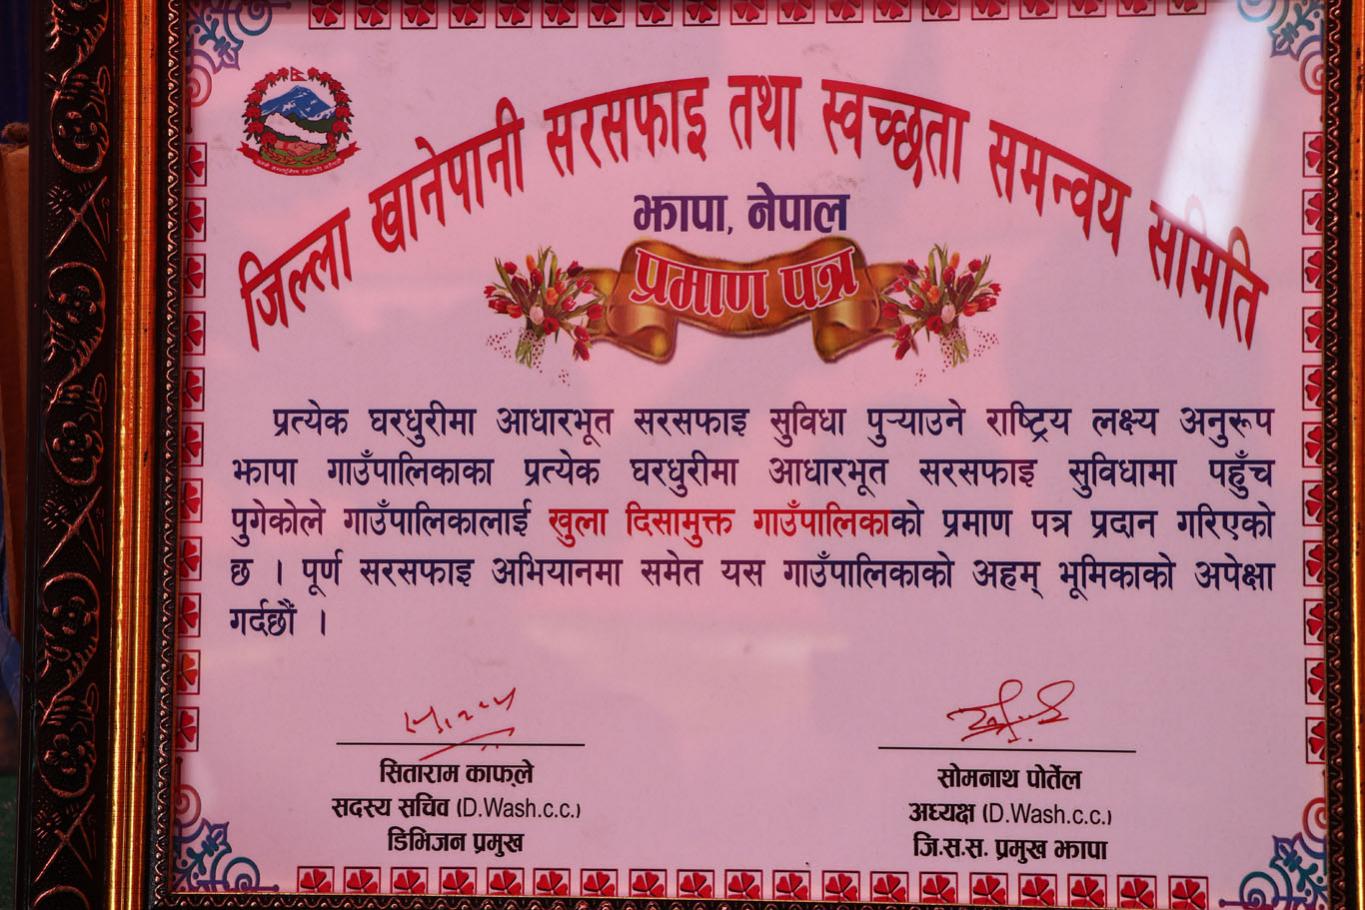 जिल्ला खानेपानी सरसफाइ तथा स्वच्छता समन्वय समिति
झापा, नेपाल
प्रमाण पत्र
प्रत्येक घरधुरीमा आधारभूत सरसफाइ सुविधा पुऱ्याउने राष्ट्रिय लक्ष्य अनुरूप
झापा गाउँपालिकाका प्रत्येक घरधुरीमा आधारभूत सरसफाइ सुविधामा पहुँच
पुगेकोले गाउँपालिकालाई खुला दिसामुक्त गाउँपालिकाको प्रमाण पत्र प्रदान गरिएको
छ । पूर्ण सरसफाइ अभियानमा समेत यस गाउँपालिकाको अहम् भूमिकाको अपेक्षा
गर्दछौं ।
सिताराम काफ्ले
सदस्य सचिव (D.Wash.c.c.)
डिभिजन प्रमुख
सोमनाथ पोर्तेल
अध्यक्ष (D.Wash.c.c.)
जि.स.स. प्रमुख झापा